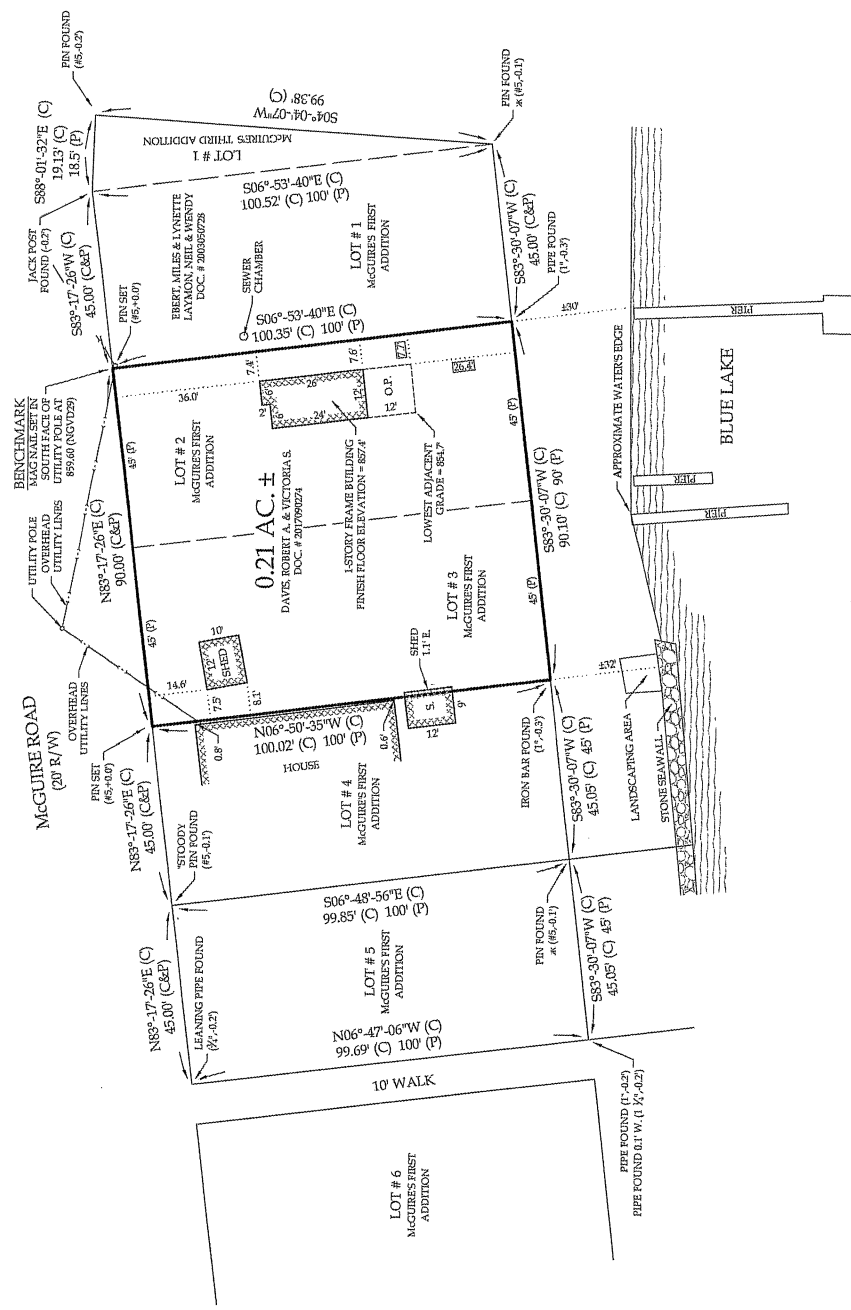 PIN FOUND
(#5,-0.2')
S88°-01'-32"E (C)
19.13' (C)
18.5' (P)
JACK POST
FOUND (-0.2')
S83°-17'-26"W (C)
45.00' (C&P)
PIN SET
(#5,+0.0')
BENCHMARK
MAG NAIL SET IN
SOUTH FACE OF
UTILITY POLE AT
859.60 (NGVD29)
UTILITY POLE
OVERHEAD
UTILITY LINES
N83°-17'-26"E (C)
90.00' (C&P)
45' (P)
45' (P)
McGUIRE ROAD
(20' R/W)
OVERHEAD
UTILITY LINES
PIN SET
(#5,+0.0')
N83°-17'-26"E (C)
45.00' (C&P)
"STOODY
PIN FOUND
(#5,-0.1')
N83°-17'-26"E (C)
45.00' (C&P)
LEANING PIPE FOUND
(¾",-0.2')
S04°-04'-07"W
99.38' (C)
LOT # 1
McGUIRE'S THIRD ADDITION
S06°-53'-40"E (C)
100.52' (C) 100' (P)
EBERT, MILES & LYNETTE
LAYMON, NEIL & WENDY
DOC. # 2003050728
SEWER
CHAMBER
LOT # 1
McGUIRE'S FIRST
ADDITION
S06°-53'-40"E (C)
100.35' (C) 100' (P)
36.0'
7.4'
7.6'
7.7'
26.4'
6'
26'
2'
6'
24'
12'
O.P.
12'
LOT # 2
McGUIRE'S FIRST
ADDITION
0.21 AC. ±
DAVIS, ROBERT A. & VICTORIA S.
DOC. # 2017090274
1-STORY FRAME BUILDING
FINISH FLOOR ELEVATION = 857.4'
LOWEST ADJACENT
GRADE = 854.7'
LOT # 3
McGUIRE'S FIRST
ADDITION
14.6'
10'
12'
SHED
7.5'
8.1'
SHED
1.1' E.
S.
12'
9'
0.8'
N06°-50'-35"W (C)
100.02' (C) 100' (P)
0.6'
HOUSE
LOT # 4
McGUIRE'S FIRST
ADDITION
S06°-48'-56"E (C)
99.85' (C) 100' (P)
LOT # 5
McGUIRE'S FIRST
ADDITION
N06°-47'-06"W (C)
99.69' (C) 100' (P)
10' WALK
LOT # 6
McGUIRE'S FIRST
ADDITION
PIN FOUND
(#5,-0.1')
S83°-30'-07"W (C)
45.00' (C&P)
PIPE FOUND
(1",-0.3')
45' (P)
S83°-30'-07"W (C)
90.10' (C) 90' (P)
45' (P)
IRON BAR FOUND
(1",-0.3')
S83°-30'-07"W (C)
45.05' (C) 45' (P)
PIN FOUND
(#5,-0.1')
S83°-30'-07"W (C)
45.05' (C) 45' (P)
PIPE FOUND (1",-0.2')
PIPE FOUND 0.1' W. (1 ¼",-0.2')
PIER
PIER
PIER
APPROXIMATE WATER'S EDGE
BLUE LAKE
LANDSCAPING AREA
STONE SEAWALL